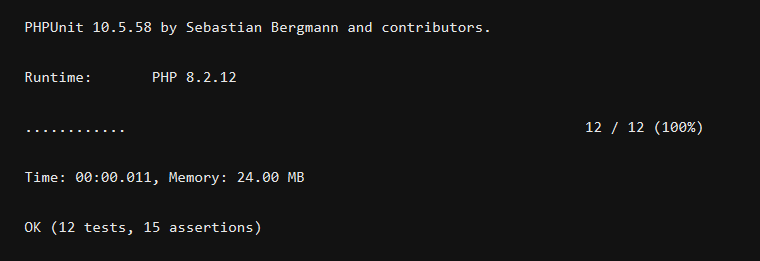 PHPUnit 10.5.58 by Sebastian Bergmann and contributors.
Runtime:       PHP 8.2.12
............                                                      12 / 12 (100%)
Time: 00:00.011, Memory: 24.00 MB
OK (12 tests, 15 assertions)